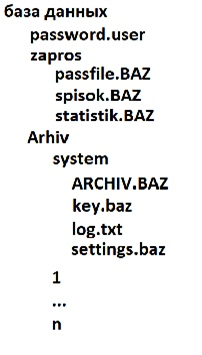 база данных
password.user
zapros
passfile.BAZ
spisok.BAZ
statistik.BAZ
Arhiv
system
ARCHIV.BAZ
key.baz
log.txt
settings.baz
1
...
n